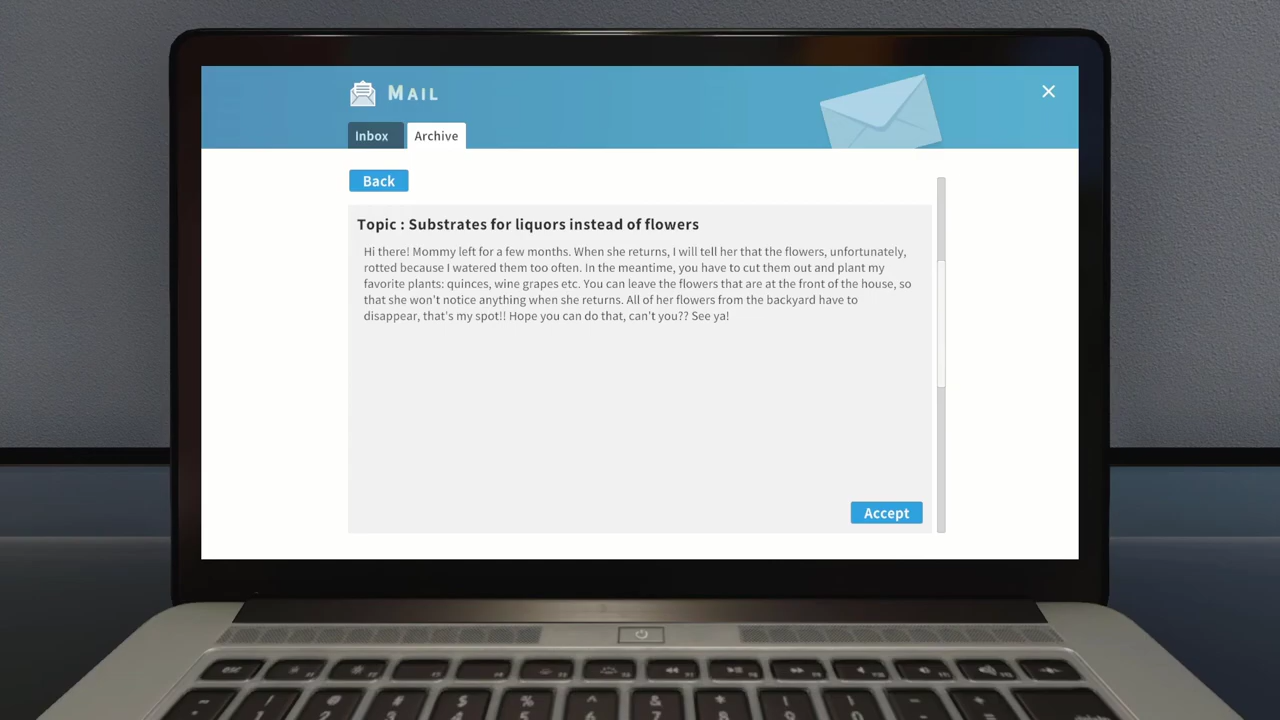 MAIL
Inbox
Archive
Back
Topic : Substrates for liquors instead of flowers
Hi there! Mommy left for a few months. When she returns, I will tell her that the flowers, unfortunately,
rotted because I watered them too often. In the meantime, you have to cut them out and plant my
favorite plants: quinces, wine grapes etc. You can leave the flowers that are at the front of the house, so
that she won't notice anything when she returns. All of her flowers from the backyard have to
disappear, that's my spot!! Hope you can do that, can't you?? See ya!
Accept
esc